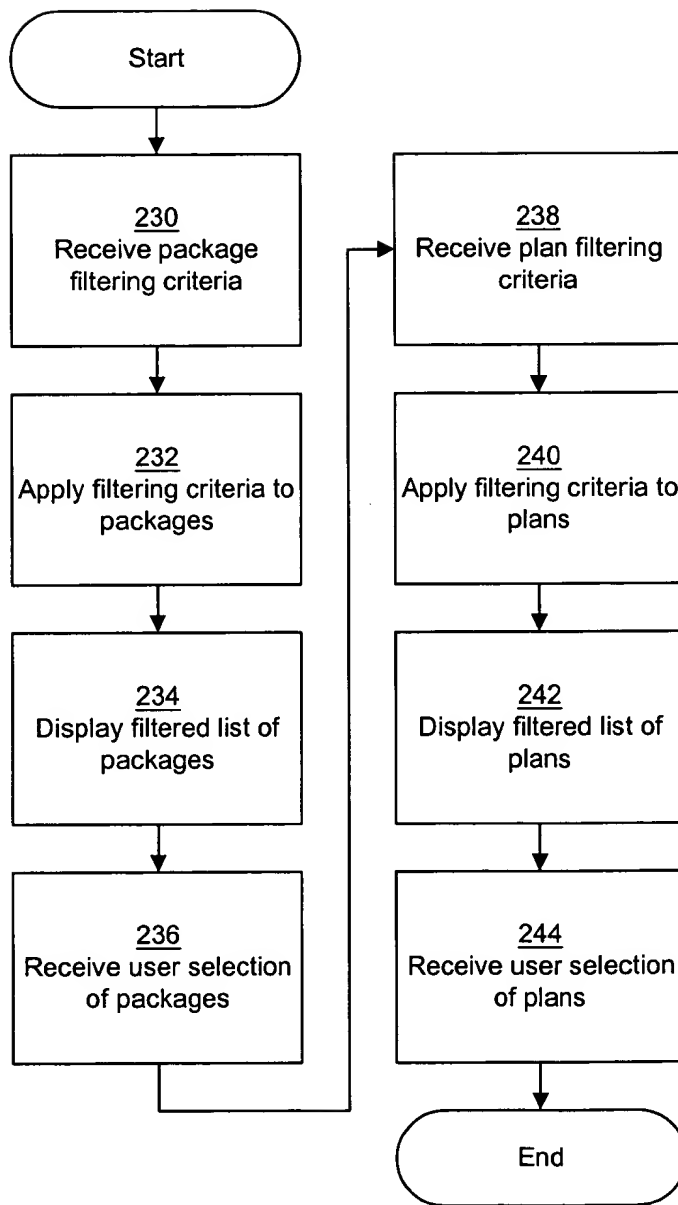 Start
230
Receive package
filtering criteria
232
Apply filtering criteria to
packages
234
Display filtered list of
packages
236
Receive user selection
of packages
238
Receive plan filtering
criteria
240
Apply filtering criteria to
plans
242
Display filtered list of
plans
244
Receive user selection
of plans
End